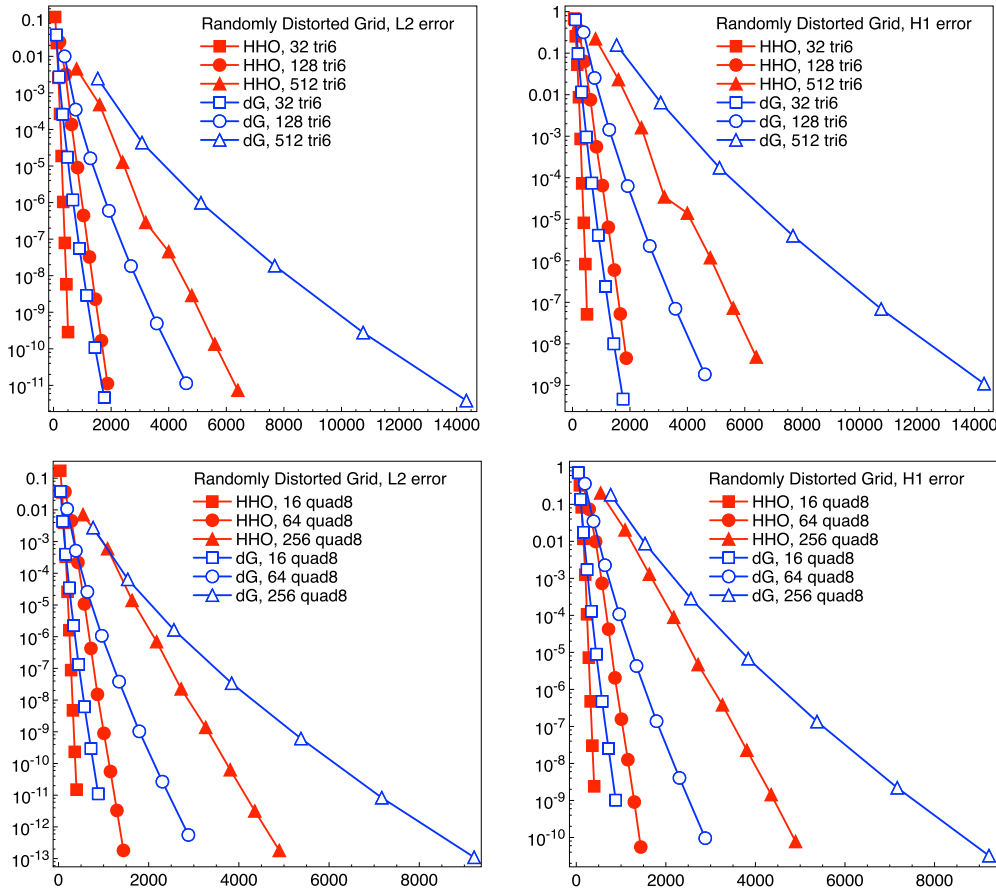 Randomly Distorted Grid, L2 error
HHO, 32 tri6
HHO, 128 tri6
HHO, 512 tri6
dG, 32 tri6
dG, 128 tri6
dG, 512 tri6
0.1
0.01
10^-3
10^-4
10^-5
10^-6
10^-7
10^-8
10^-9
10^-10
10^-11
0 2000 4000 6000 8000 10000 12000 14000
Randomly Distorted Grid, H1 error
HHO, 32 tri6
HHO, 128 tri6
HHO, 512 tri6
dG, 32 tri6
dG, 128 tri6
dG, 512 tri6
1
0.1
0.01
10^-3
10^-4
10^-5
10^-6
10^-7
10^-8
10^-9
0 2000 4000 6000 8000 10000 12000 14000
Randomly Distorted Grid, L2 error
HHO, 16 quad8
HHO, 64 quad8
HHO, 256 quad8
dG, 16 quad8
dG, 64 quad8
dG, 256 quad8
0.1
0.01
10^-3
10^-4
10^-5
10^-6
10^-7
10^-8
10^-9
10^-10
10^-11
10^-12
10^-13
0 2000 4000 6000 8000
Randomly Distorted Grid, H1 error
HHO, 16 quad8
HHO, 64 quad8
HHO, 256 quad8
dG, 16 quad8
dG, 64 quad8
dG, 256 quad8
1
0.1
0.01
10^-3
10^-4
10^-5
10^-6
10^-7
10^-8
10^-9
10^-10
0 2000 4000 6000 8000